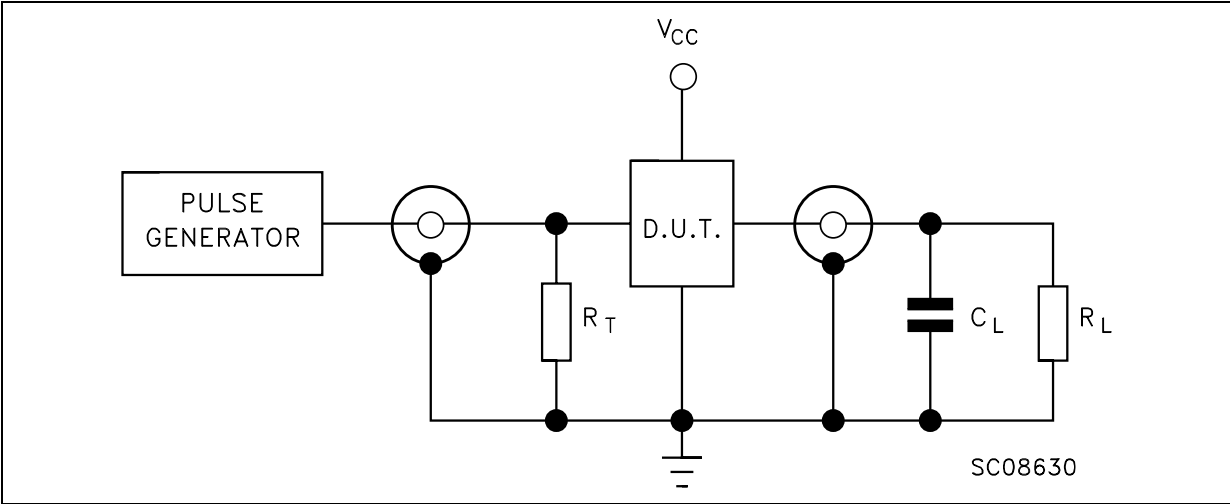 VCC
PULSE
GENERATOR
D.U.T.
RT
CL
RL
SC08630